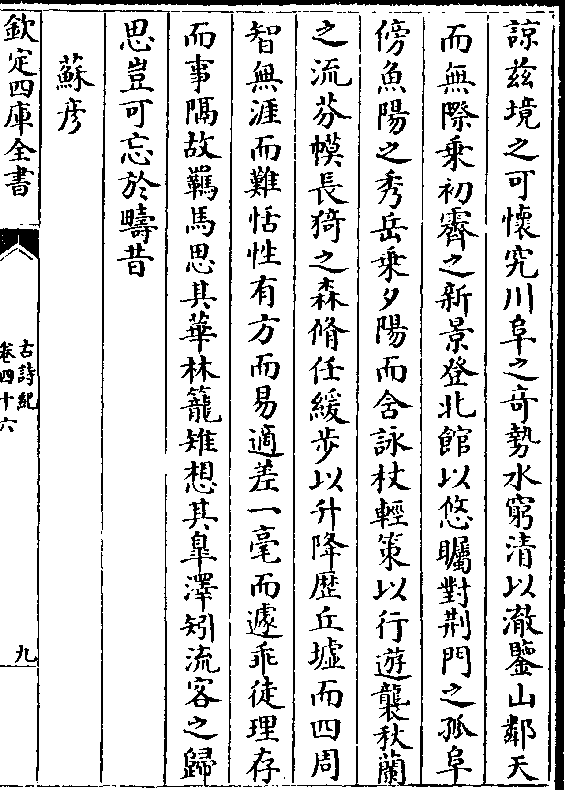 諒茲境之可懷究川阜之奇勢水窮清以澈鑒山鄰天
而無際乘初霽之新景登北館以悠矚對荆門之孤阜
傍魚陽之秀岳乘夕陽而含詠杖輕策以行遊襲秋蘭
之流芬幙長猗之森脩任緩步以升降歴丘墟而四周
智無涯而難恬性有方而易適差一毫而遽乖徒理存
而事隔故羈馬思其華林籠雉想其皐澤矧流客之歸
思豈可忘於疇昔
蘇彦
欽定四庫全書
古詩紀
卷四十六
九